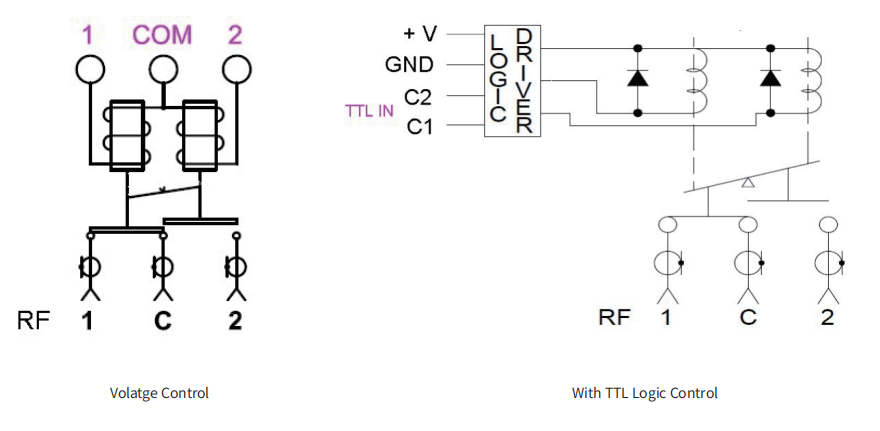 1 COM 2
RF 1 C 2
Volatge Control
+ V
GND
C2
TTL IN
C1
LOGIC
DRIVER
RF 1 C 2
With TTL Logic Control